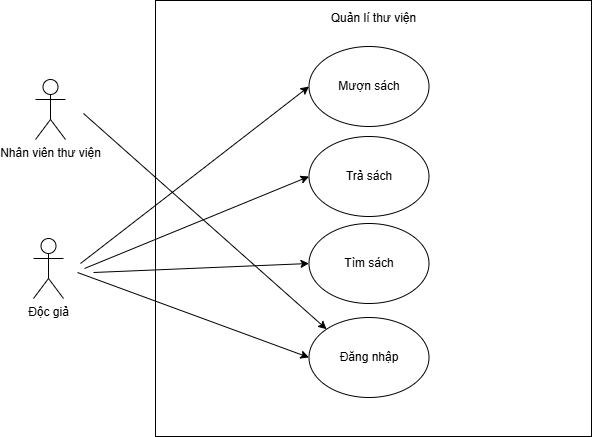 Quản lí thư viện
Mượn sách
Nhân viên thư viện
Trả sách
Tìm sách
Độc giả
Đăng nhập